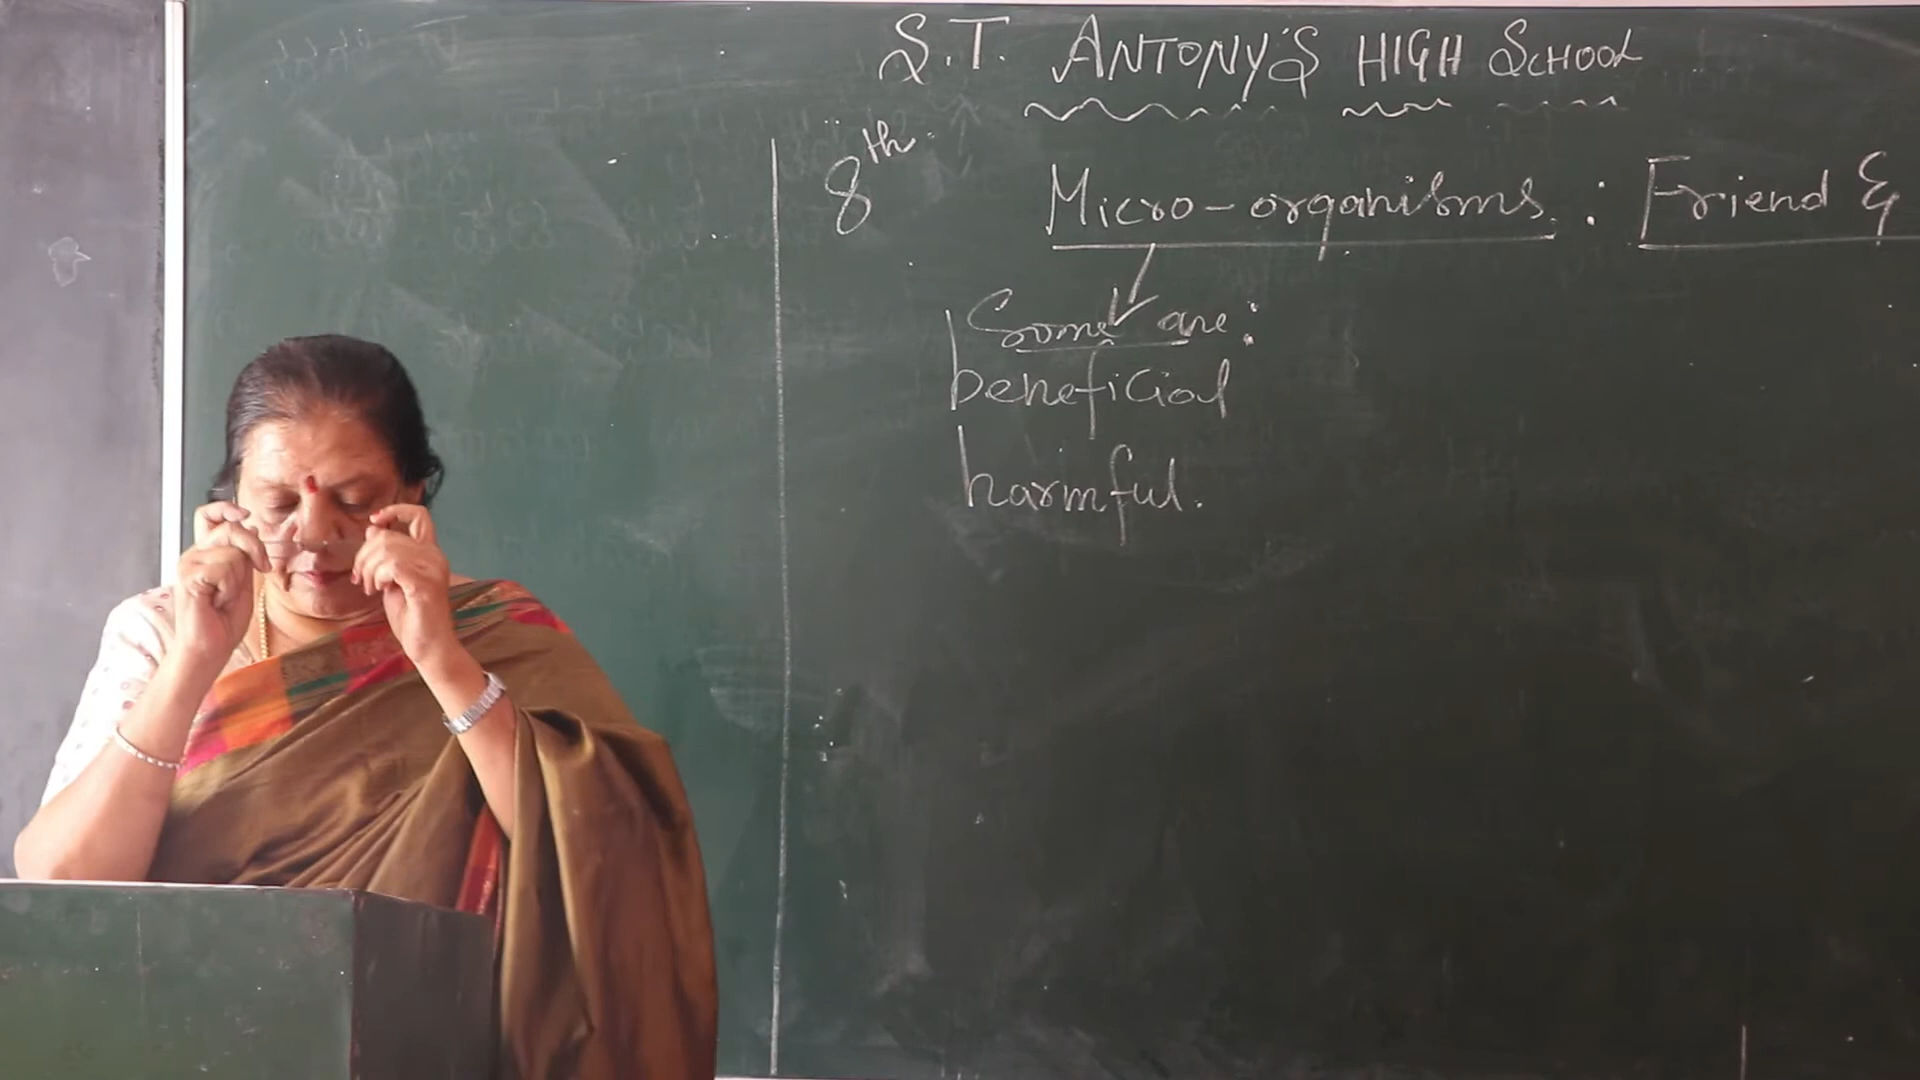 S.T. ANTONY'S HIGH SCHOOL
8th
Micro-organisms. : Friend &
Some are:
beneficial
harmful.